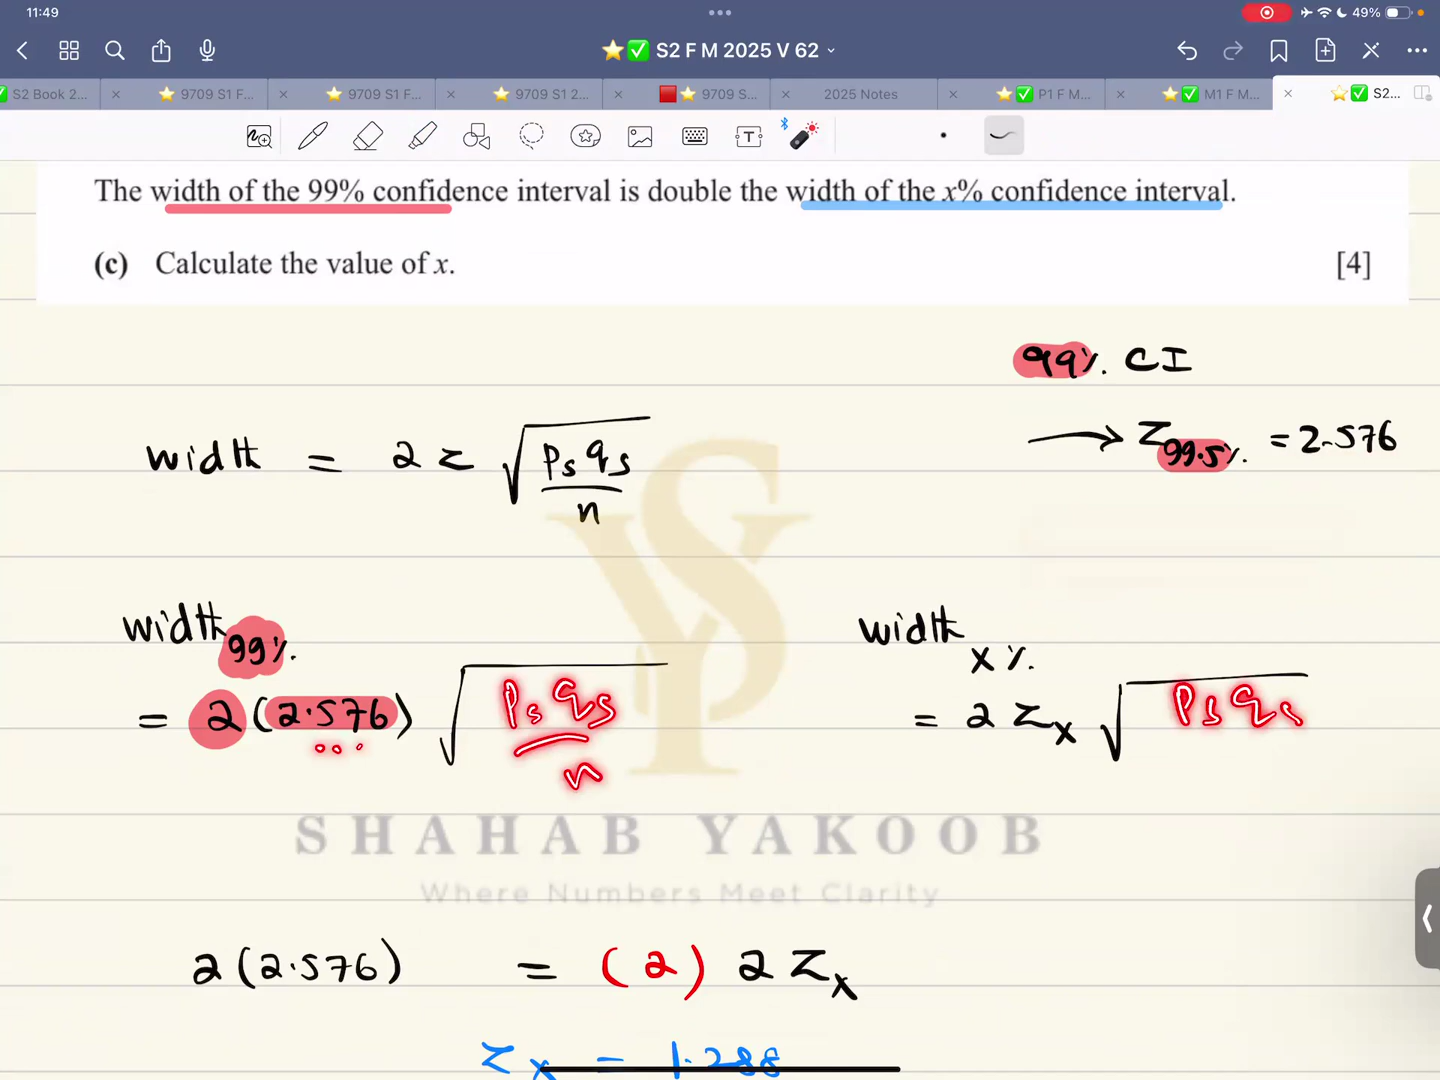 11:49
49%
S2 F M 2025 V 62
S2 Book 2...
9709 S1 F...
9709 S1 F...
9709 S1 2...
9709 S...
2025 Notes
P1 F M...
M1 F M...
S2...
The width of the 99% confidence interval is double the width of the x% confidence interval.
(c) Calculate the value of x. [4]
99% CI
→ Z99.5% = 2.576
width = 2 z √(Ps qs / n)
width 99%
= 2 (2.576) √(Ps qs / n)
width x %
= 2 Zx √(Ps qs)
SHAHAB YAKOOB
Where Numbers Meet Clarity
2 (2.576) = (2) 2 Zx
Zx = 1.288